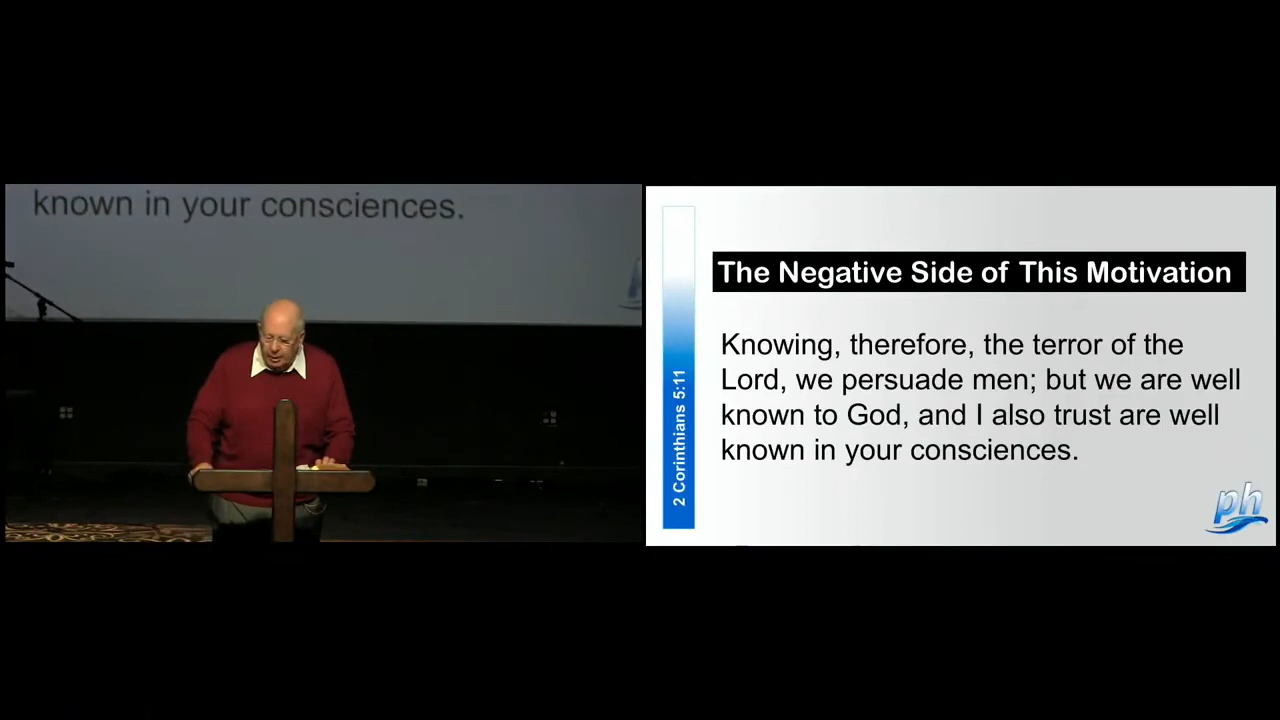 known in your consciences.
The Negative Side of This Motivation
Knowing, therefore, the terror of the
Lord, we persuade men; but we are well
known to God, and I also trust are well
known in your consciences.
2 Corinthians 5:11
ph